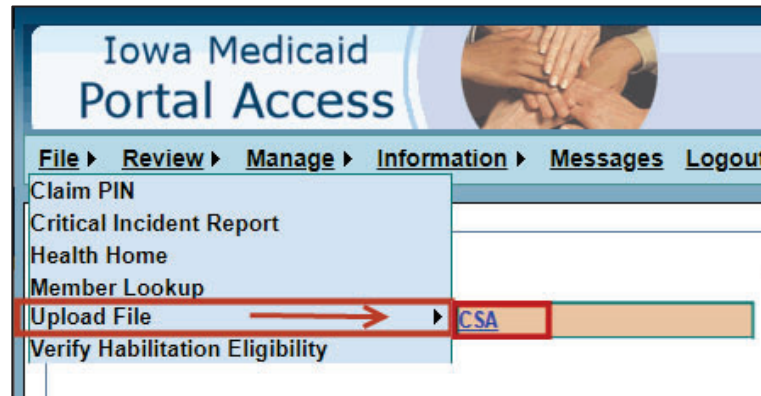 Iowa Medicaid
Portal Access
File Review Manage Information Messages Logout
Claim PIN
Critical Incident Report
Health Home
Member Lookup
Upload File CSA
Verify Habilitation Eligibility